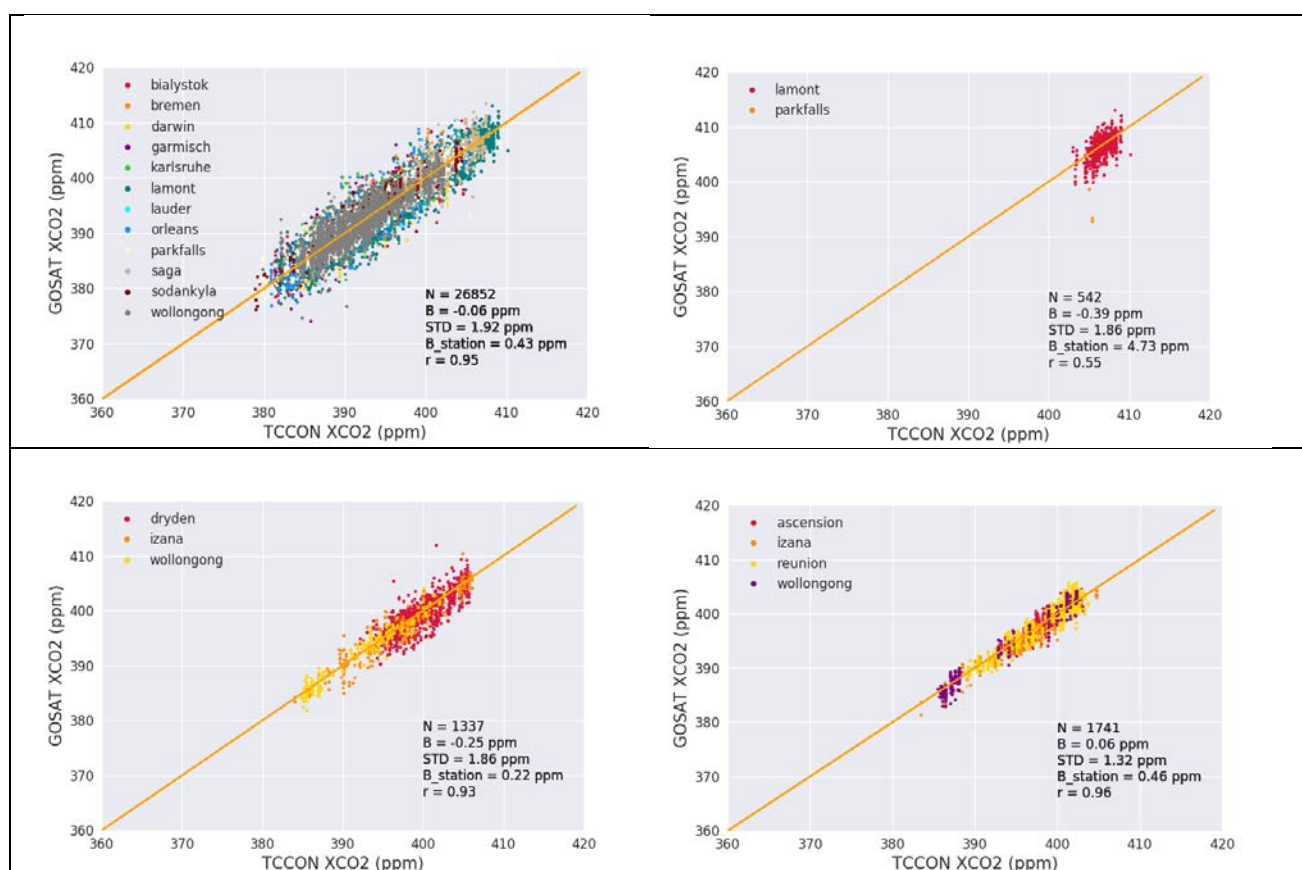 420
410
400
390
380
370
360
GOSAT XCO2 (ppm)
bialystok
bremen
darwin
garmisch
karlsruhe
lamont
lauder
orleans
parkfalls
saga
sodankyla
wollongong
N = 26852
B = -0.06 ppm
STD = 1.92 ppm
B_station = 0.43 ppm
r = 0.95
360 370 380 390 400 410 420
TCCON XCO2 (ppm)
420
410
400
390
380
370
360
GOSAT XCO2 (ppm)
lamont
parkfalls
N = 542
B = -0.39 ppm
STD = 1.86 ppm
B_station = 4.73 ppm
r = 0.55
360 370 380 390 400 410 420
TCCON XCO2 (ppm)
420
410
400
390
380
370
360
GOSAT XCO2 (ppm)
dryden
izana
wollongong
N = 1337
B = -0.25 ppm
STD = 1.86 ppm
B_station = 0.22 ppm
r = 0.93
360 370 380 390 400 410 420
TCCON XCO2 (ppm)
420
410
400
390
380
370
360
GOSAT XCO2 (ppm)
ascension
izana
reunion
wollongong
N = 1741
B = 0.06 ppm
STD = 1.32 ppm
B_station = 0.46 ppm
r = 0.96
360 370 380 390 400 410 420
TCCON XCO2 (ppm)